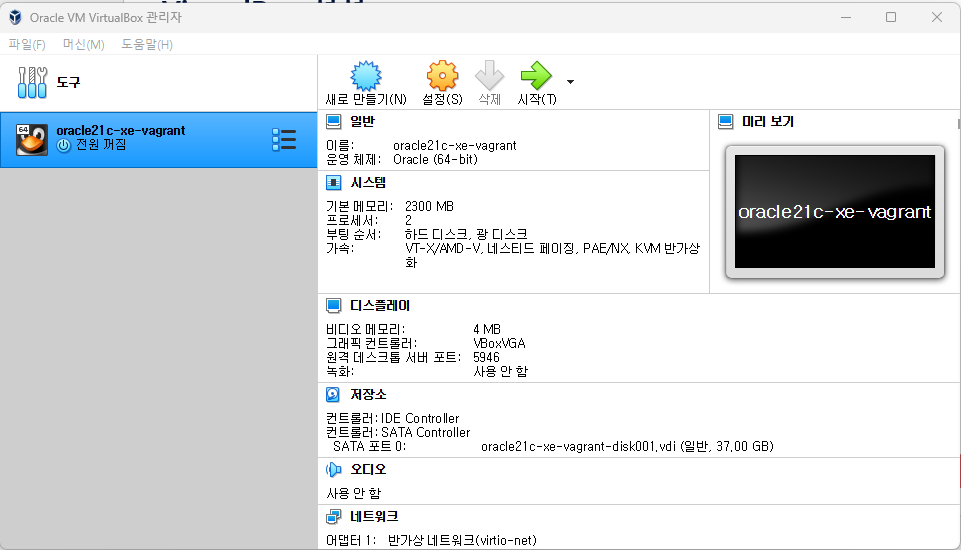 Oracle VM VirtualBox 관리자
파일(F) 머신(M) 도움말(H)
도구
새로 만들기(N) 설정(S) 삭제 시작(T)
64
oracle21c-xe-vagrant
전원 꺼짐
일반
이름: oracle21c-xe-vagrant
운영 체제: Oracle (64-bit)
미리 보기
oracle21c-xe-vagrant
시스템
기본 메모리: 2300 MB
프로세서: 2
부팅 순서: 하드 디스크, 광 디스크
가속: VT-X/AMD-V, 네스티드 페이징, PAE/NX, KVM 반가상
화
디스플레이
비디오 메모리: 4 MB
그래픽 컨트롤러: VBoxVGA
원격 데스크톱 서버 포트: 5946
녹화: 사용 안 함
저장소
컨트롤러: IDE Controller
컨트롤러: SATA Controller
SATA 포트 0: oracle21c-xe-vagrant-disk001.vdi (일반, 37.00 GB)
오디오
사용 안 함
네트워크
어댑터 1: 반가상 네트워크(virtio-net)